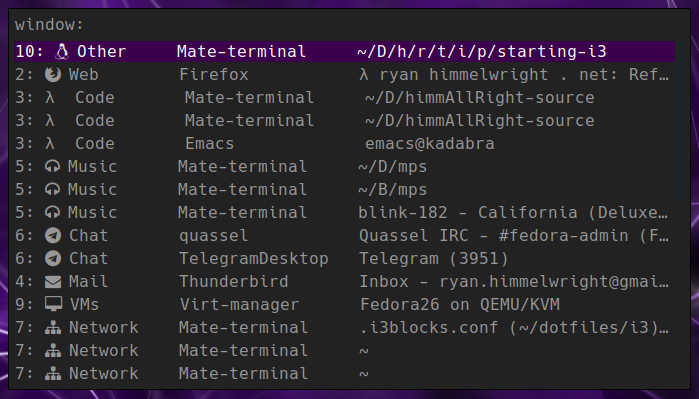 window:
10: Other Mate-terminal ~/D/h/r/t/i/p/starting-i3
2: Web Firefox λ ryan himmelwright . net: Ref…
3: λ Code Mate-terminal ~/D/himmAllRight-source
3: λ Code Mate-terminal ~/D/himmAllRight-source
3: λ Code Emacs emacs@kadabra
5: Music Mate-terminal ~/D/mps
5: Music Mate-terminal ~/B/mps
5: Music Mate-terminal blink-182 - California (Deluxe…
6: Chat quassel Quassel IRC - #fedora-admin (F…
6: Chat TelegramDesktop Telegram (3951)
4: Mail Thunderbird Inbox - ryan.himmelwright@gmai…
9: VMs Virt-manager Fedora26 on QEMU/KVM
7: Network Mate-terminal .i3blocks.conf (~/dotfiles/i3)…
7: Network Mate-terminal ~
7: Network Mate-terminal ~